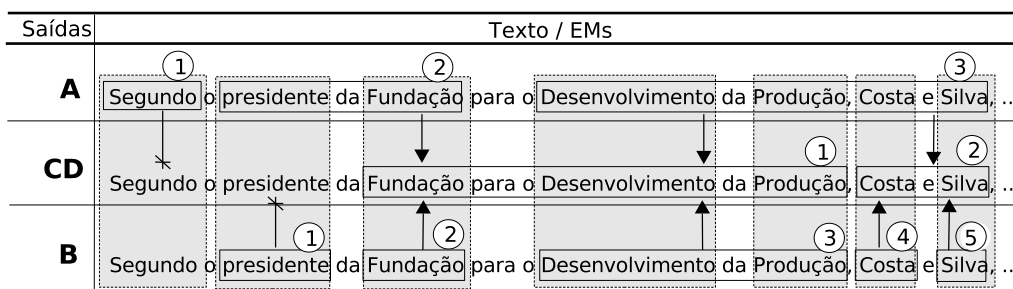 Saídas Texto / EMs
1 2 3
A Segundo o presidente da Fundação para o Desenvolvimento da Produção, Costa e Silva, ..
1 2
CD Segundo o presidente da Fundação para o Desenvolvimento da Produção, Costa e Silva, ..
1 2 3 4 5
B Segundo o presidente da Fundação para o Desenvolvimento da Produção, Costa e Silva, ..